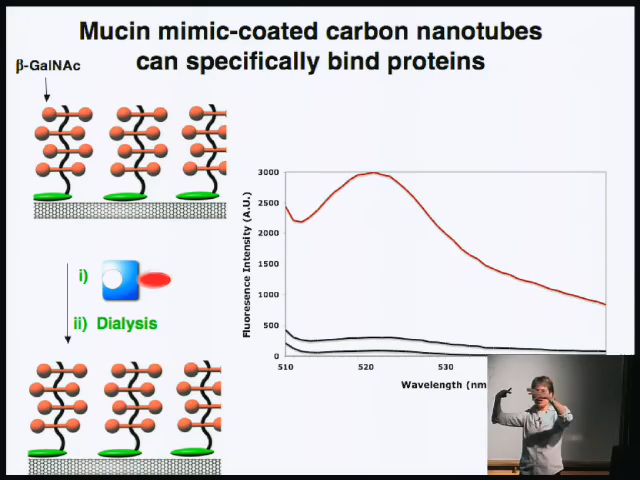 Mucin mimic-coated carbon nanotubes
can specifically bind proteins
β-GalNAc
i)
ii) Dialysis
Fluoresence Intensity (A.U.)
3000
2500
2000
1500
1000
500
0
510
520
530
Wavelength (nm